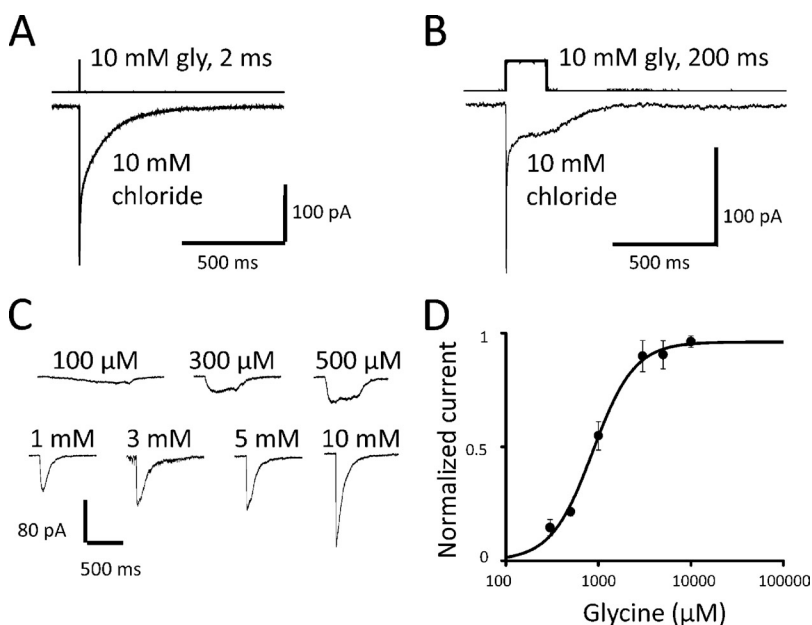 A
10 mM gly, 2 ms
10 mM
chloride
100 pA
500 ms
B
10 mM gly, 200 ms
10 mM
chloride
100 pA
500 ms
C
100 μM 300 μM 500 μM
1 mM 3 mM 5 mM 10 mM
80 pA
500 ms
D
Normalized current
1
0.5
0
100 1000 10000 100000
Glycine (μM)